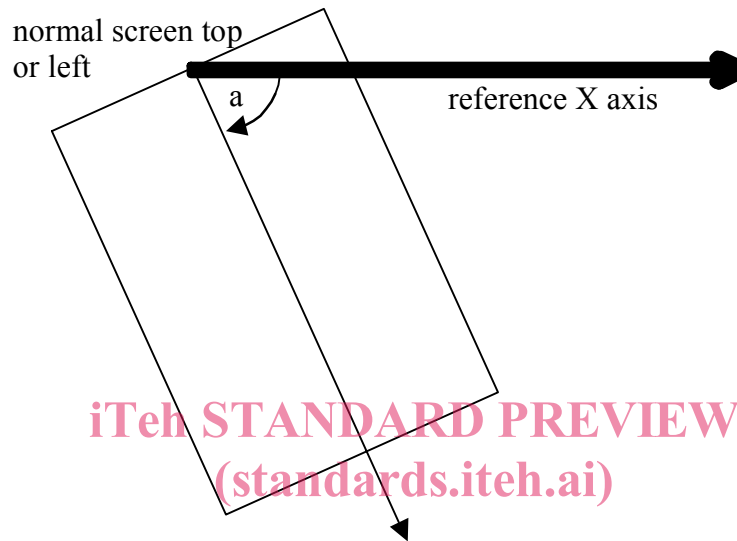 normal screen top
or left
a
reference X axis
iTeh STANDARD PREVIEW
(standards.iteh.ai)